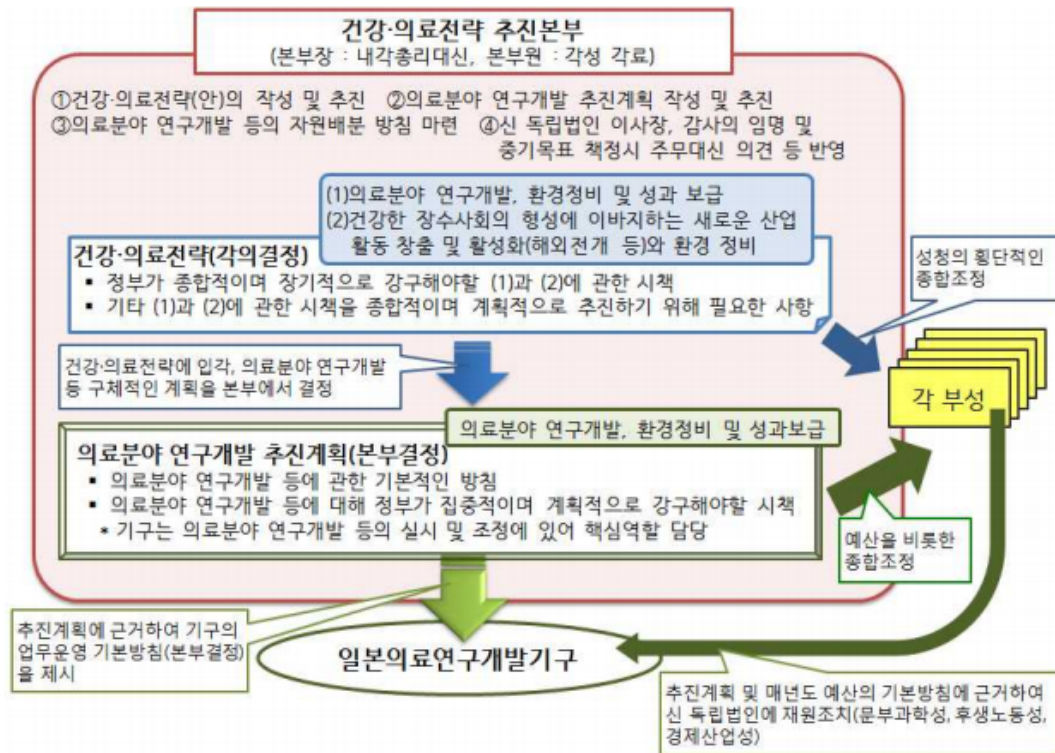 건강·의료전략 추진본부
(본부장 : 내각총리대신, 본부원 : 각성 각료)
①건강·의료전략(안)의 작성 및 추진 ②의료분야 연구개발 추진계획 작성 및 추진
③의료분야 연구개발 등의 자원배분 방침 마련 ④신 독립법인 이사장, 감사의 임명 및
중기목표 책정시 주무대신 의견 등 반영
(1)의료분야 연구개발, 환경정비 및 성과 보급
(2)건강한 장수사회의 형성에 이바지하는 새로운 산업
활동 창출 및 활성화(해외전개 등)와 환경 정비
건강·의료전략(각의결정)
▪ 정부가 종합적이며 장기적으로 강구해야할 (1)과 (2)에 관한 시책
▪ 기타 (1)과 (2)에 관한 시책을 종합적이며 계획적으로 추진하기 위해 필요한 사항
성청의 횡단적인
종합조정
건강·의료전략에 입각, 의료분야 연구개발
등 구체적인 계획을 본부에서 결정
각 부성
의료분야 연구개발, 환경정비 및 성과보급
의료분야 연구개발 추진계획(본부결정)
▪ 의료분야 연구개발 등에 관한 기본적인 방침
▪ 의료분야 연구개발 등에 대해 정부가 집중적이며 계획적으로 강구해야할 시책
* 기구는 의료분야 연구개발 등의 실시 및 조정에 있어 핵심역할 담당
예산을 비롯한
종합조정
추진계획에 근거하여 기구의
업무운영 기본방침(본부결정)
을 제시
일본의료연구개발기구
추진계획 및 매년도 예산의 기본방침에 근거하여
신 독립법인에 재원조치(문부과학성, 후생노동성,
경제산업성)